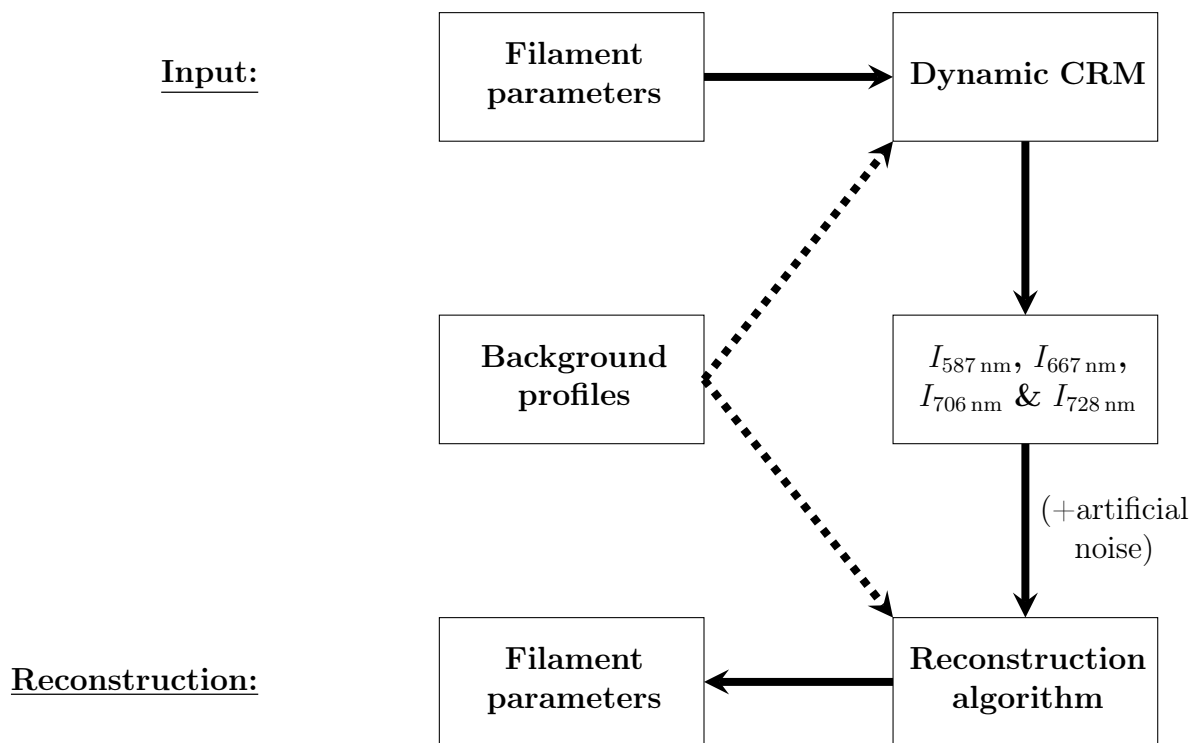 Input:
Filament
parameters
Dynamic CRM
Background
profiles
I587 nm, I667 nm,
I706 nm & I728 nm
(+artificial
noise)
Reconstruction:
Filament
parameters
Reconstruction
algorithm